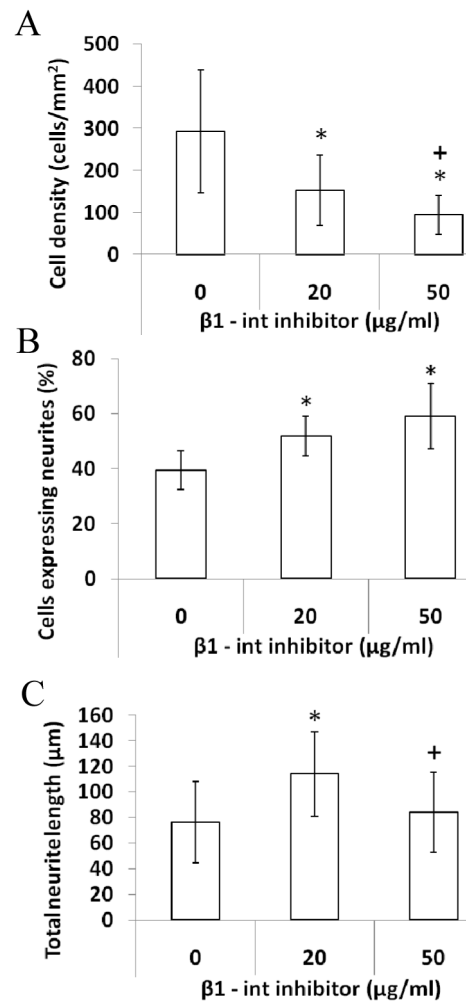 A
Cell density (cells/mm²)
500
400
300
200
100
0
*
+
*
0 20 50
β1 - int inhibitor (µg/ml)
B
Cells expressing neurites (%)
80
60
40
20
0
*
*
0 20 50
β1 - int inhibitor (µg/ml)
C
Total neurite length (µm)
160
140
120
100
80
60
40
20
0
*
+
0 20 50
β1 - int inhibitor (µg/ml)